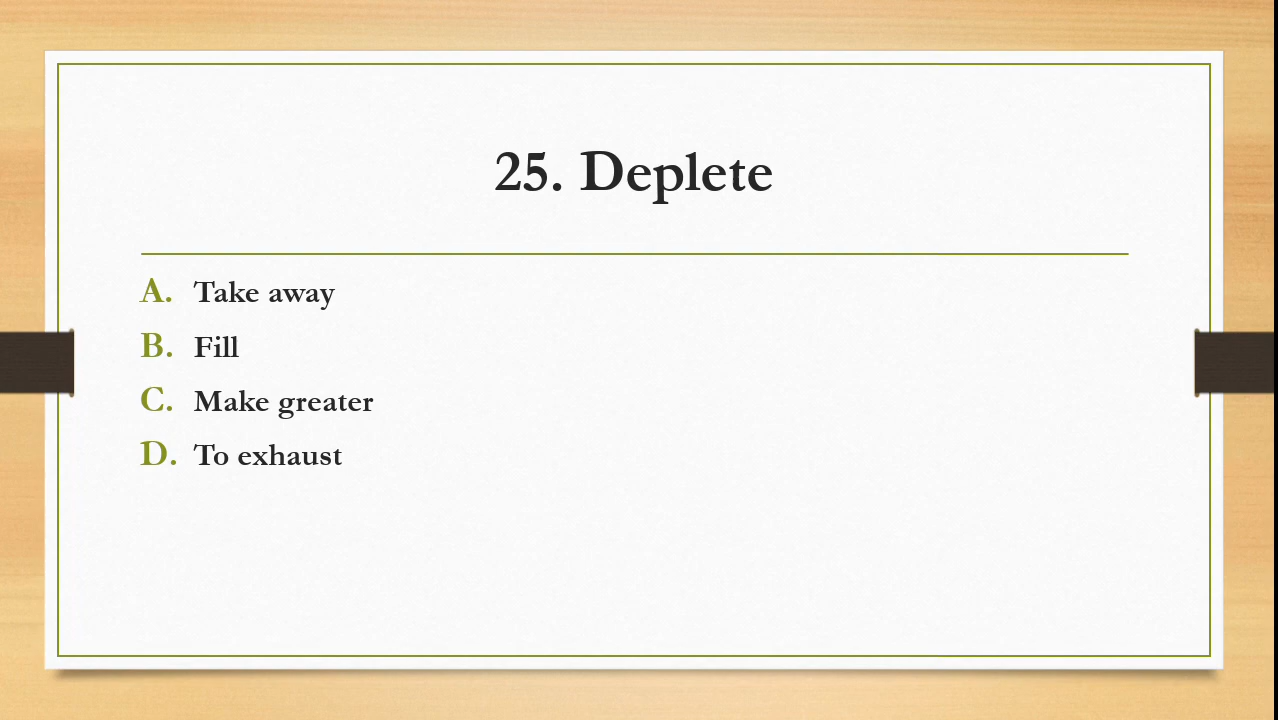 25. Deplete
A. Take away
B. Fill
C. Make greater
D. To exhaust